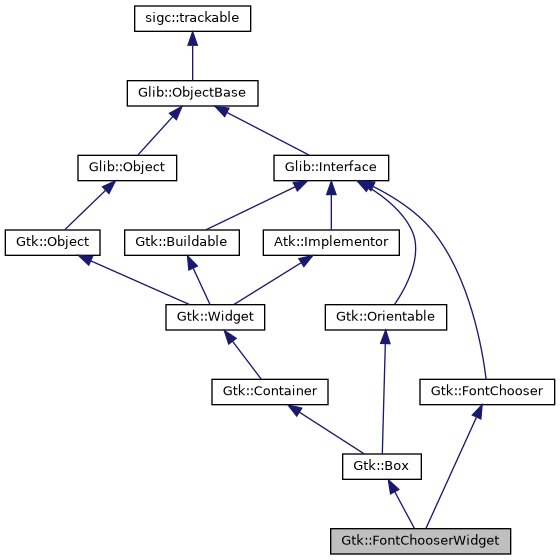 sigc::trackable
Glib::ObjectBase
Glib::Object
Glib::Interface
Gtk::Object
Gtk::Buildable
Atk::Implementor
Gtk::Widget
Gtk::Orientable
Gtk::Container
Gtk::FontChooser
Gtk::Box
Gtk::FontChooserWidget